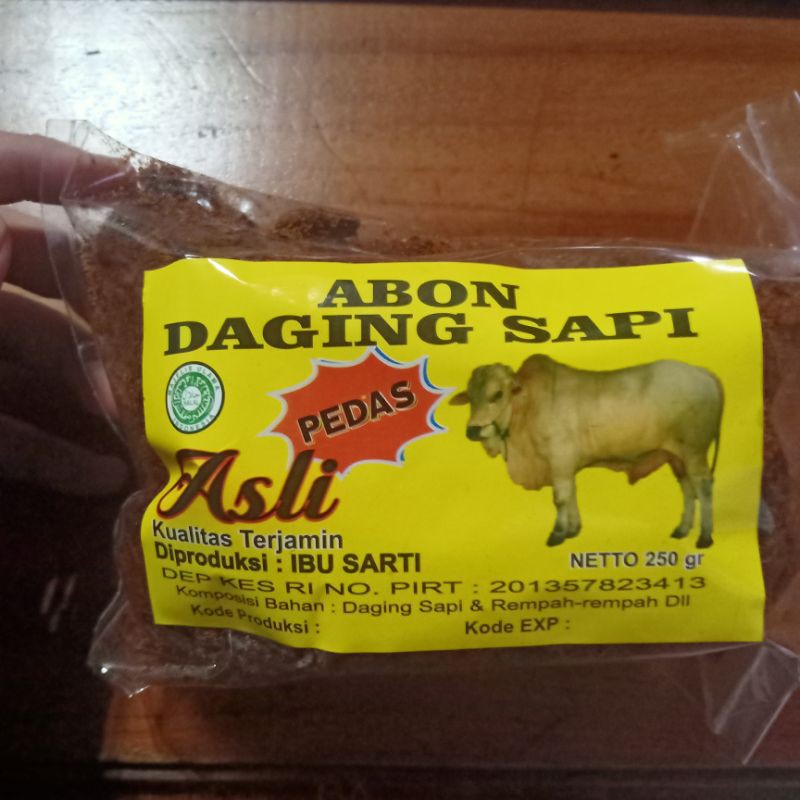 ABON
DAGING SAPI
PEDAS
Asli
Kualitas Terjamin
Diproduksi : IBU SARTI
NETTO 250 gr
DEP KES RI NO. PIRT : 201357823413
Komposisi Bahan : Daging Sapi & Rempah-rempah Dll
Kode Produksi :
Kode EXP :